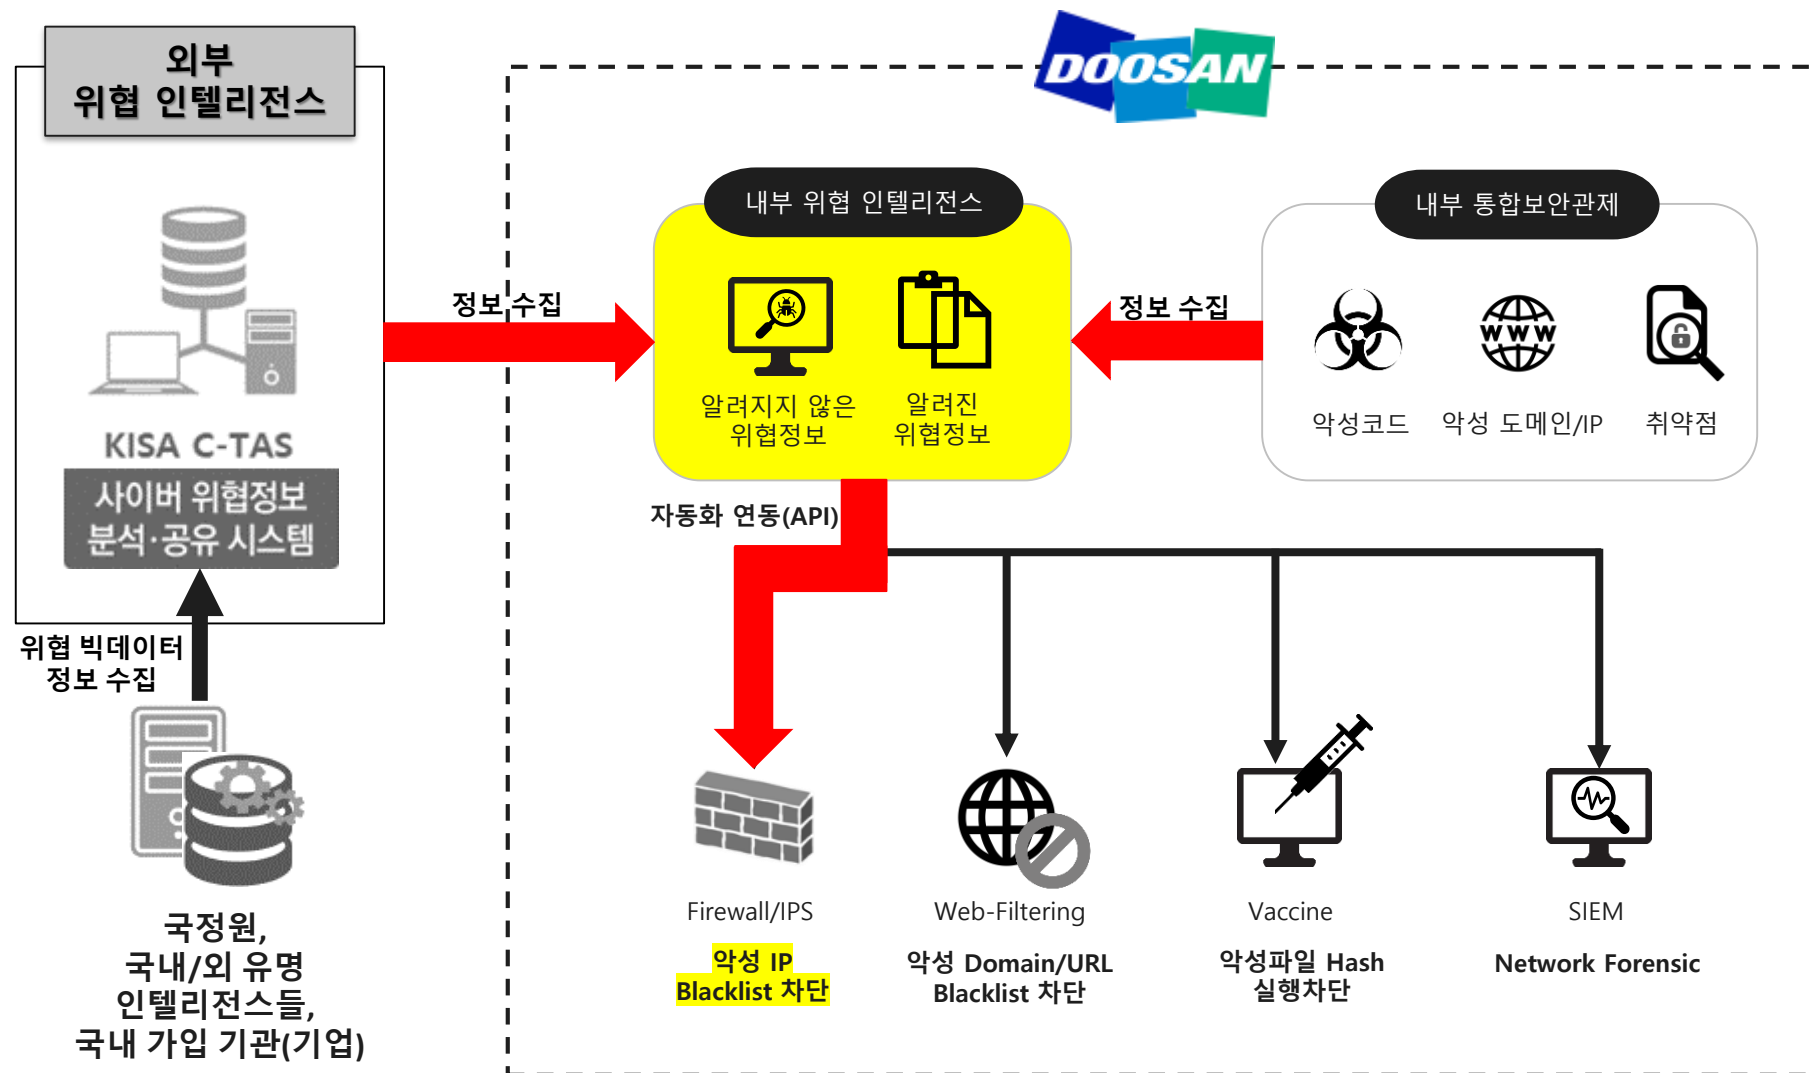 외부
위협 인텔리전스
KISA C-TAS
사이버 위협정보
분석·공유 시스템
위협 빅데이터
정보 수집
국정원,
국내/외 유명
인텔리전스들,
국내 가입 기관(기업)
DOOSAN
정보 수집
내부 위협 인텔리전스
알려지지 않은
위협정보
알려진
위협정보
정보 수집
내부 통합보안관제
악성코드
WWW
악성 도메인/IP
취약점
자동화 연동(API)
Firewall/IPS
악성 IP
Blacklist 차단
Web-Filtering
악성 Domain/URL
Blacklist 차단
Vaccine
악성파일 Hash
실행차단
SIEM
Network Forensic